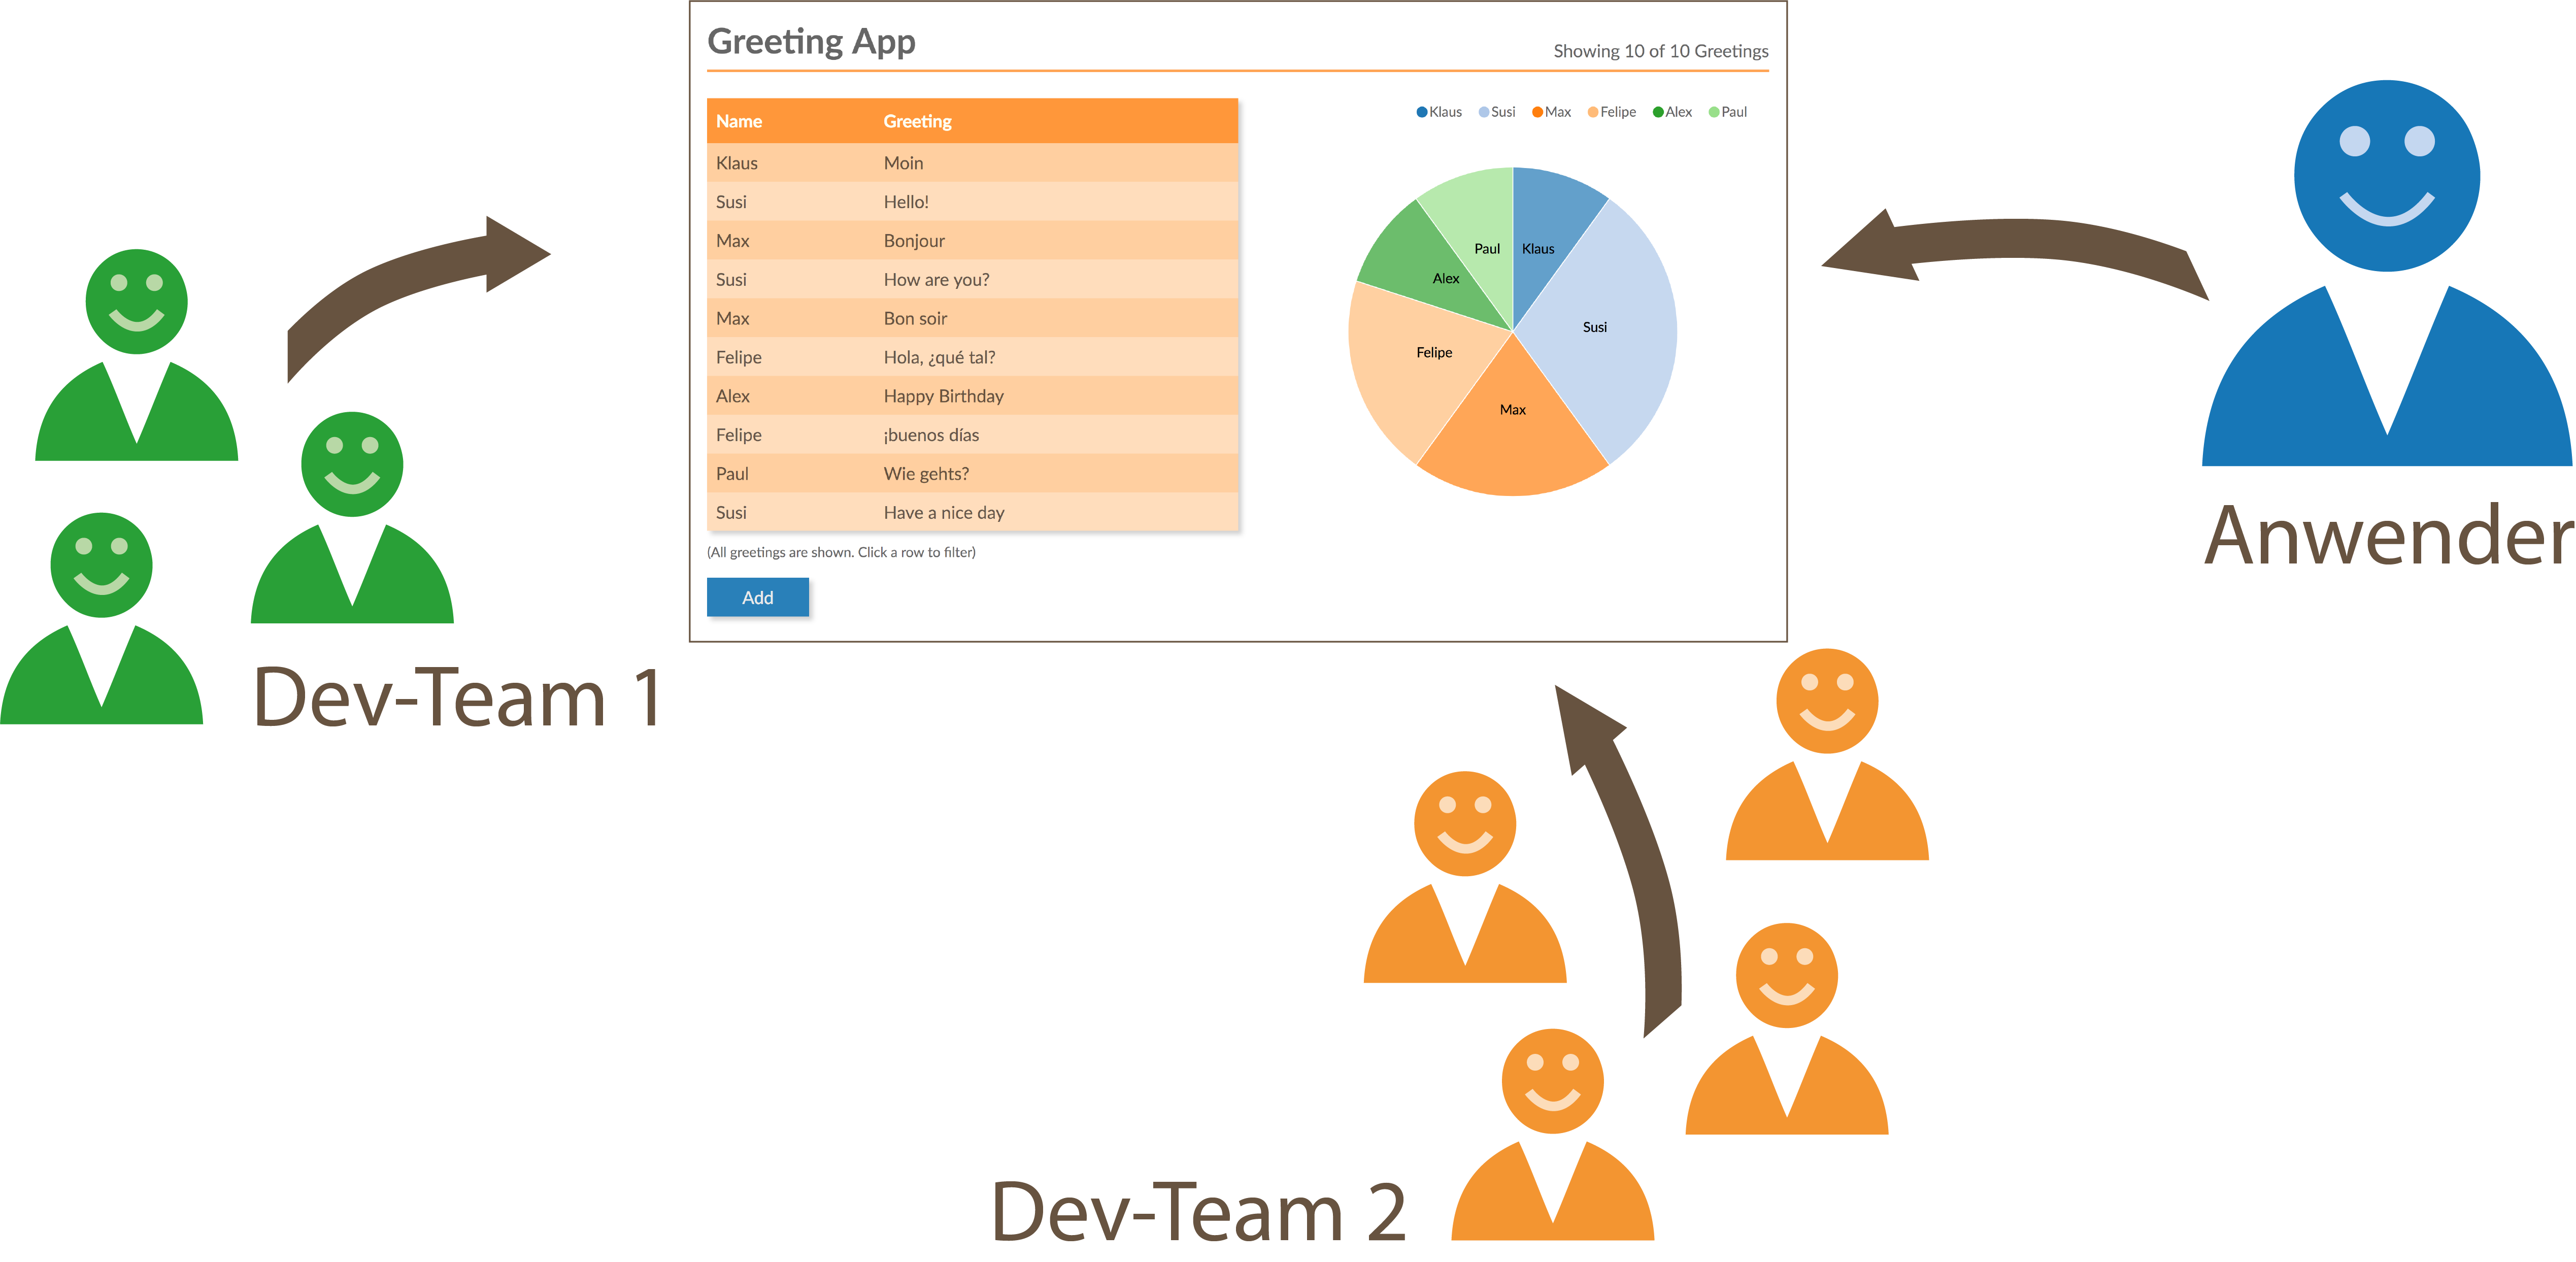 Greeting App
Showing 10 of 10 Greetings
Name Greeting
Klaus Moin
Susi Hello!
Max Bonjour
Susi How are you?
Max Bon soir
Felipe Hola, ¿qué tal?
Alex Happy Birthday
Felipe ¡buenos días
Paul Wie gehts?
Susi Have a nice day
(All greetings are shown. Click a row to filter)
Add
Klaus Susi Max Felipe Alex Paul
Paul
Klaus
Alex
Susi
Felipe
Max
Anwender
Dev-Team 1
Dev-Team 2